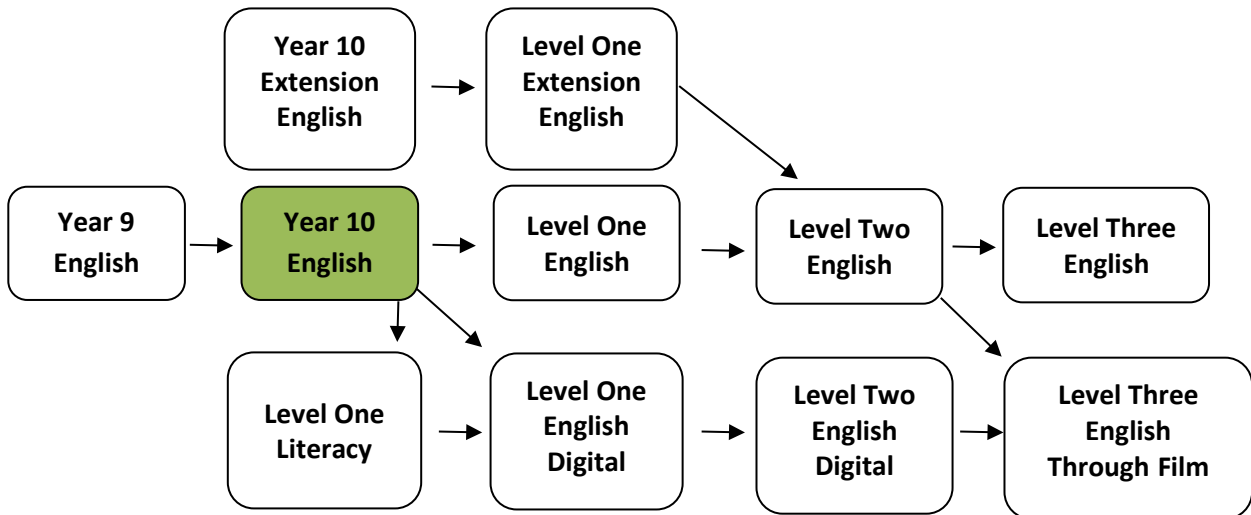 Year 10
Extension
English
Level One
Extension
English
Year 9
English
Year 10
English
Level One
English
Level Two
English
Level Three
English
Level One
Literacy
Level One
English
Digital
Level Two
English
Digital
Level Three
English
Through Film